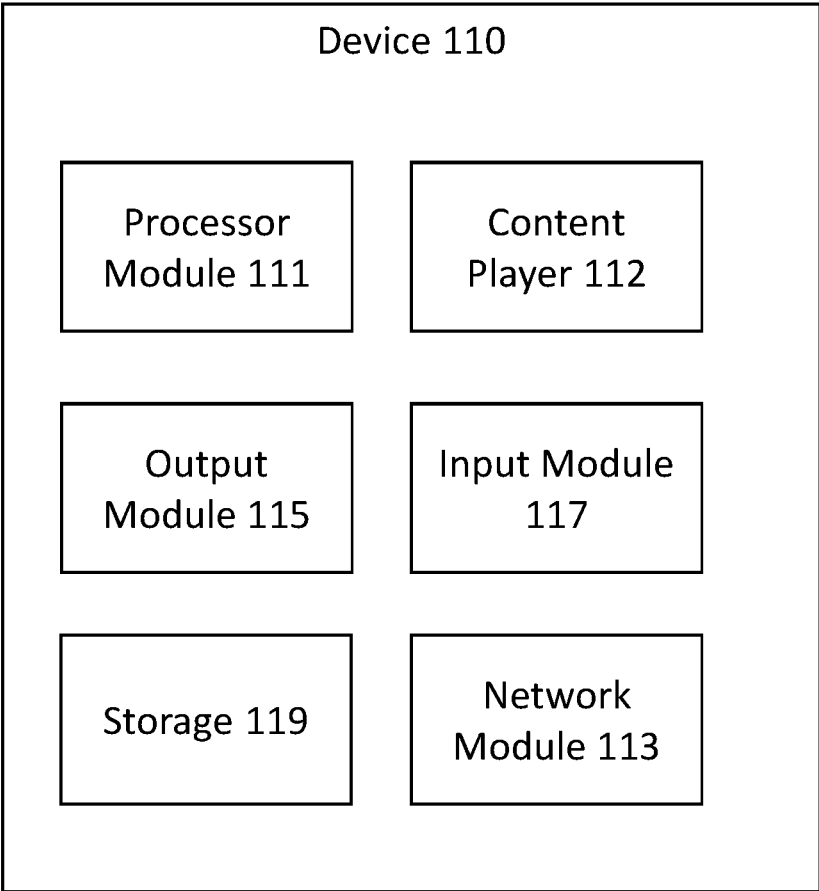 Device 110
Processor
Module 111
Content
Player 112
Output
Module 115
Input Module
117
Storage 119
Network
Module 113